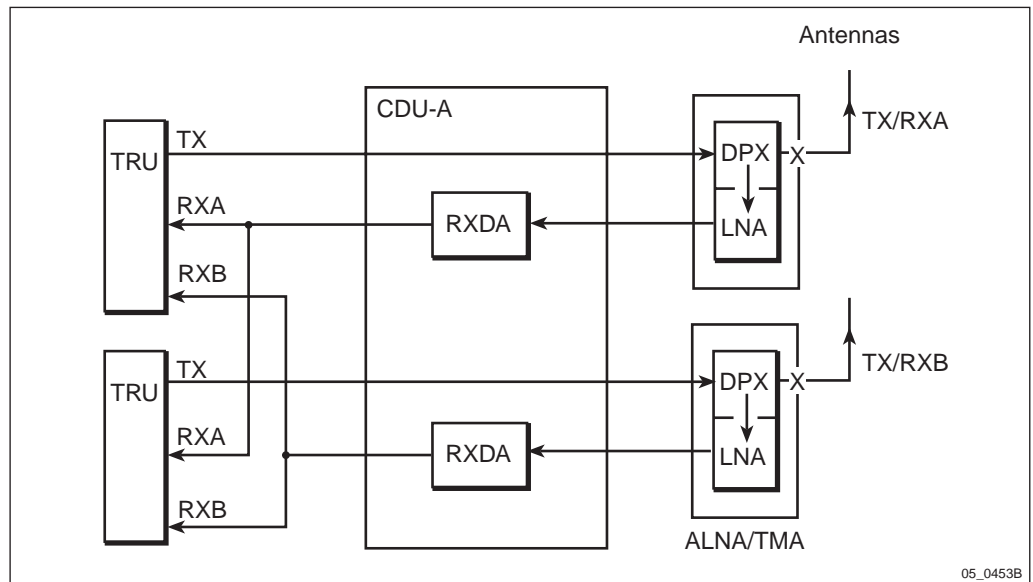 Antennas
CDU-A
TX/RXA
TRU
TX
DPX
X
RXA
RXDA
LNA
RXB
TX/RXB
TRU
TX
DPX
X
RXA
RXDA
LNA
RXB
ALNA/TMA
05_0453B